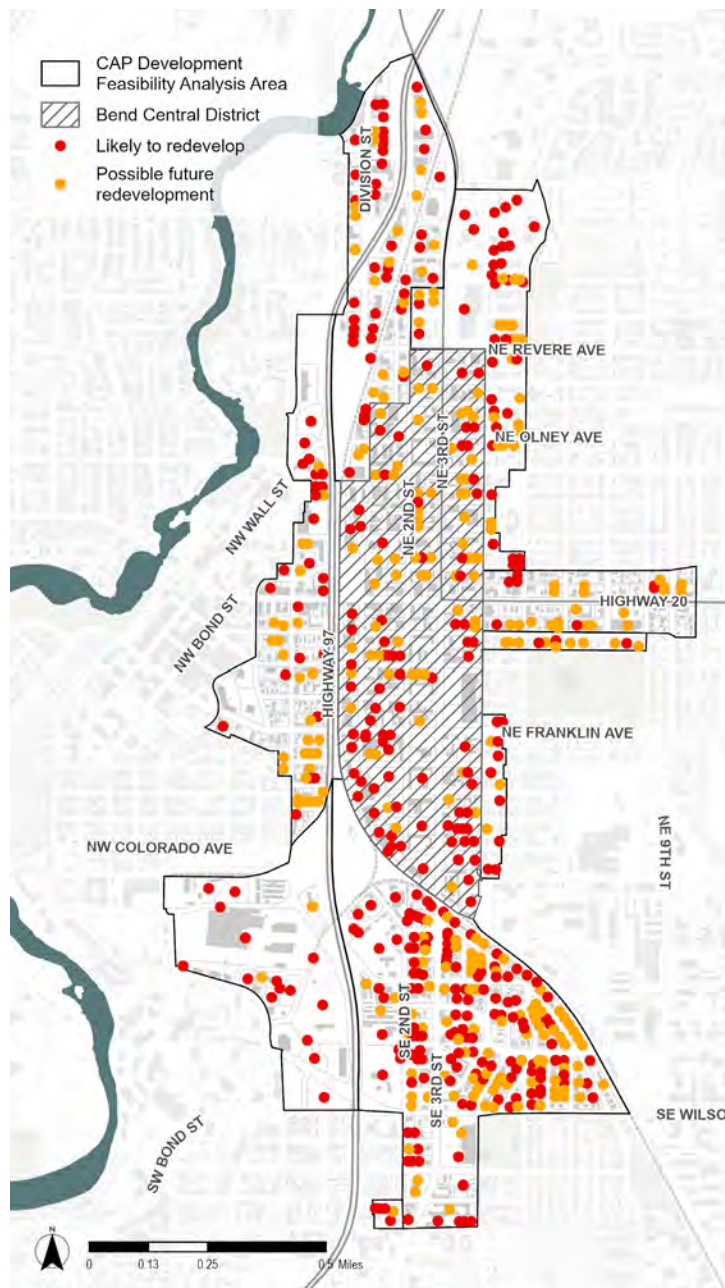 CAP Development
Feasibility Analysis Area
Bend Central District
Likely to redevelop
Possible future
redevelopment
DIVISION ST
NE REVERE AVE
NE OLNEY AVE
NE 3RD ST
NE 2ND ST
NW WALL ST
HIGHWAY 20
NW BOND ST
HIGHWAY 97
NE FRANKLIN AVE
NW COLORADO AVE
NE 9TH ST
SE 2ND ST
SE 3RD ST
SE WILSO
SW BOND ST
N
0 0.13 0.25 0.5 Miles